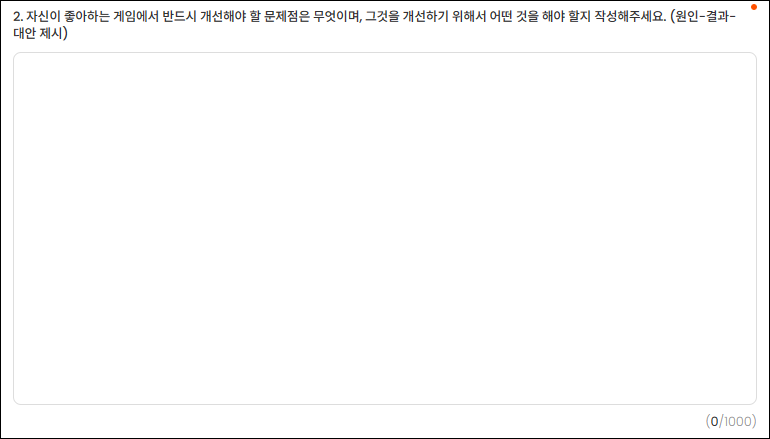 2. 자신이 좋아하는 게임에서 반드시 개선해야 할 문제점은 무엇이며, 그것을 개선하기 위해서 어떤 것을 해야 할지 작성해주세요. (원인-결과-
대안 제시)
(0/1000)